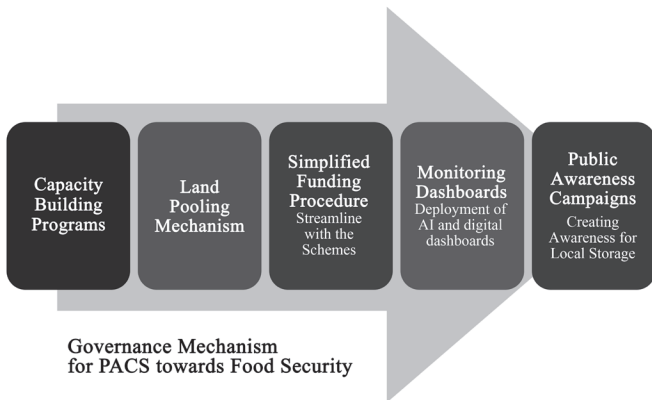 Capacity
Building
Programs
Land
Pooling
Mechanism
Simplified
Funding
Procedure
Streamline
with the
Schemes
Monitoring
Dashboards
Deployment of
AI and digital
dashboards
Public
Awareness
Campaigns
Creating
Awareness for
Local Storage
Governance Mechanism
for PACS towards Food Security